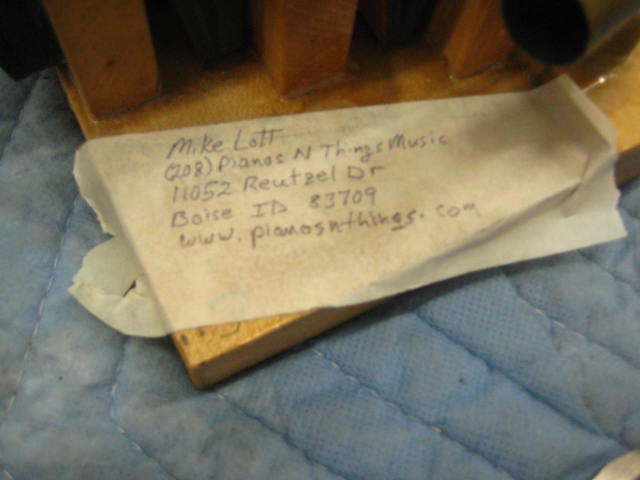 Mike Lott
(208) Pianos N Things Music
11052 Reutzel Dr
Boise ID 83709
www.pianosnthings.com